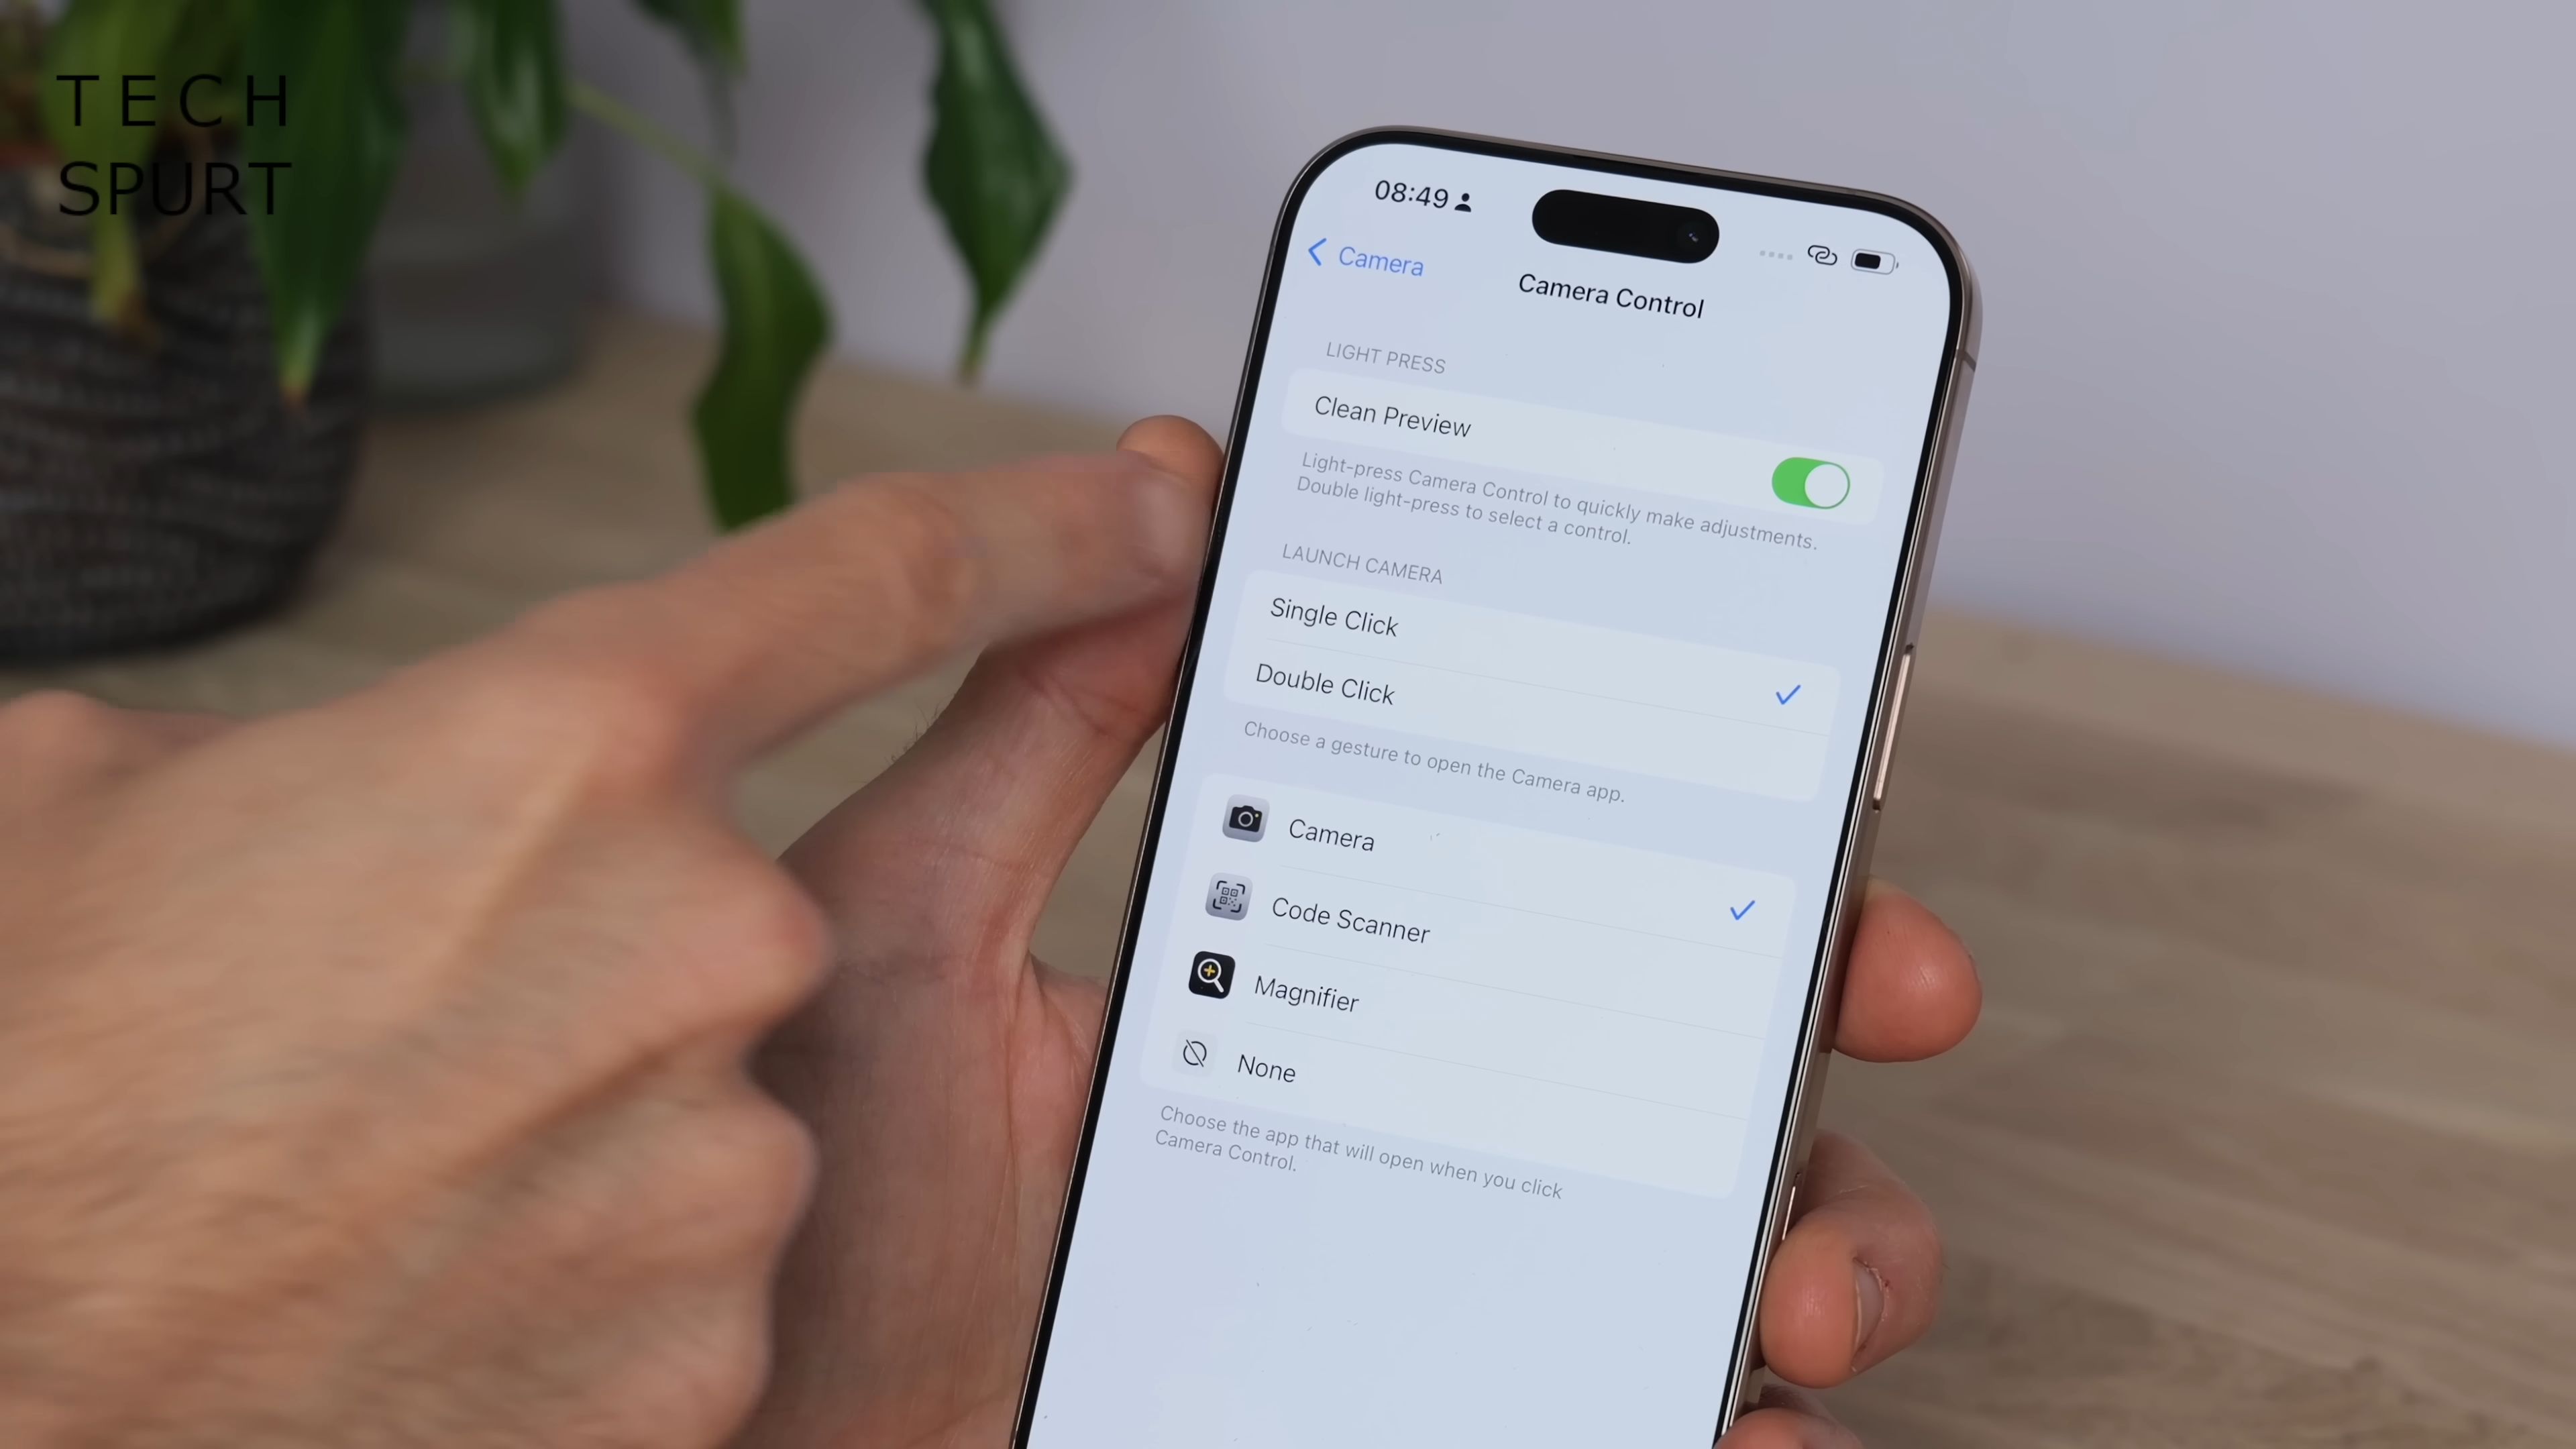 TECH
SPURT
08:49
Camera
Camera Control
LIGHT PRESS
Clean Preview
Light-press Camera Control to quickly make adjustments.
Double light-press to select a control.
LAUNCH CAMERA
Single Click
Double Click
Choose a gesture to open the Camera app.
Camera
Code Scanner
Magnifier
None
Choose the app that will open when you click
Camera Control.